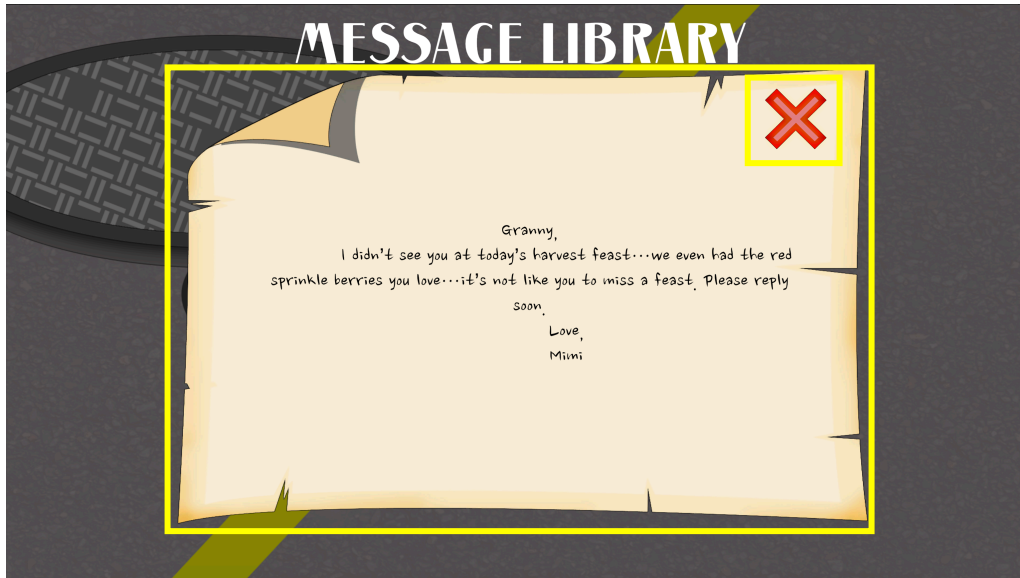 MESSAGE LIBRARY
Granny,
I didn't see you at today's harvest feast...we even had the red
sprinkle berries you love...it's not like you to miss a feast. Please reply
soon.
Love,
Mimi